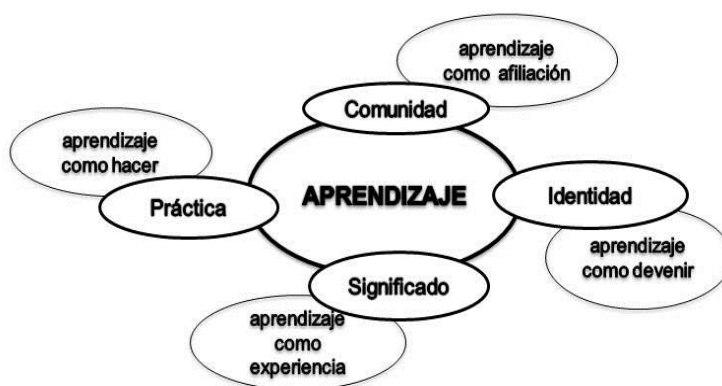 aprendizaje
como afiliación
Comunidad
aprendizaje
como hacer
Práctica
APRENDIZAJE
Identidad
aprendizaje
como devenir
Significado
aprendizaje
como
experiencia